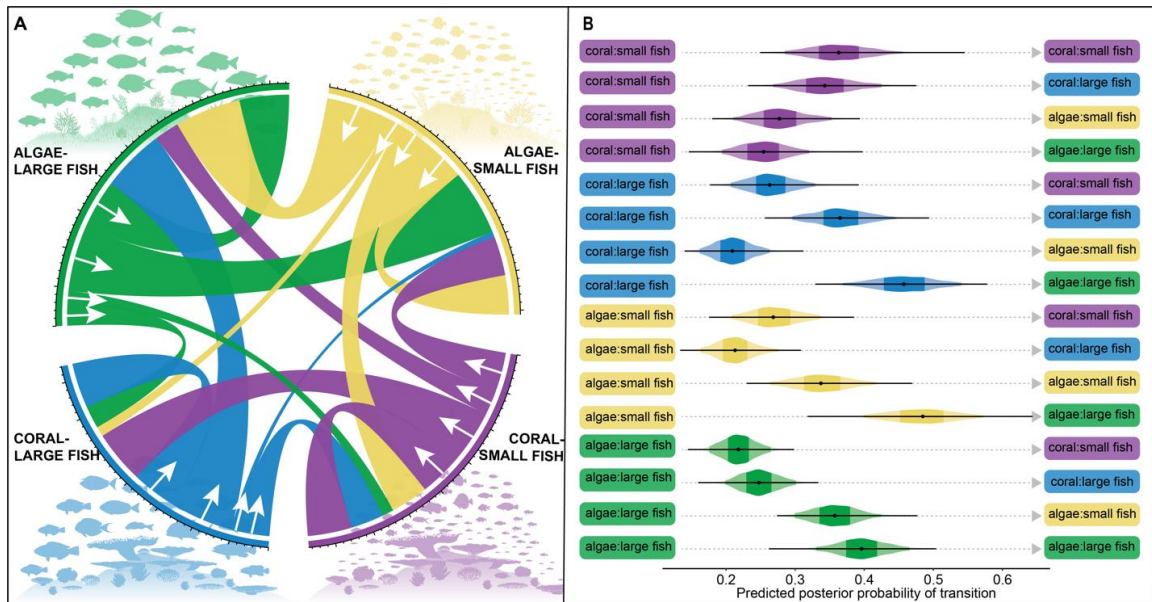 A
ALGAE-
LARGE FISH
ALGAE-
SMALL FISH
CORAL-
LARGE FISH
CORAL-
SMALL FISH
B
coral:small fish coral:small fish
coral:small fish coral:large fish
coral:small fish algae:small fish
coral:small fish algae:large fish
coral:large fish coral:small fish
coral:large fish coral:large fish
coral:large fish algae:small fish
coral:large fish algae:large fish
algae:small fish coral:small fish
algae:small fish coral:large fish
algae:small fish algae:small fish
algae:small fish algae:large fish
algae:large fish coral:small fish
algae:large fish coral:large fish
algae:large fish algae:small fish
algae:large fish algae:large fish
0.2 0.3 0.4 0.5 0.6
Predicted posterior probability of transition